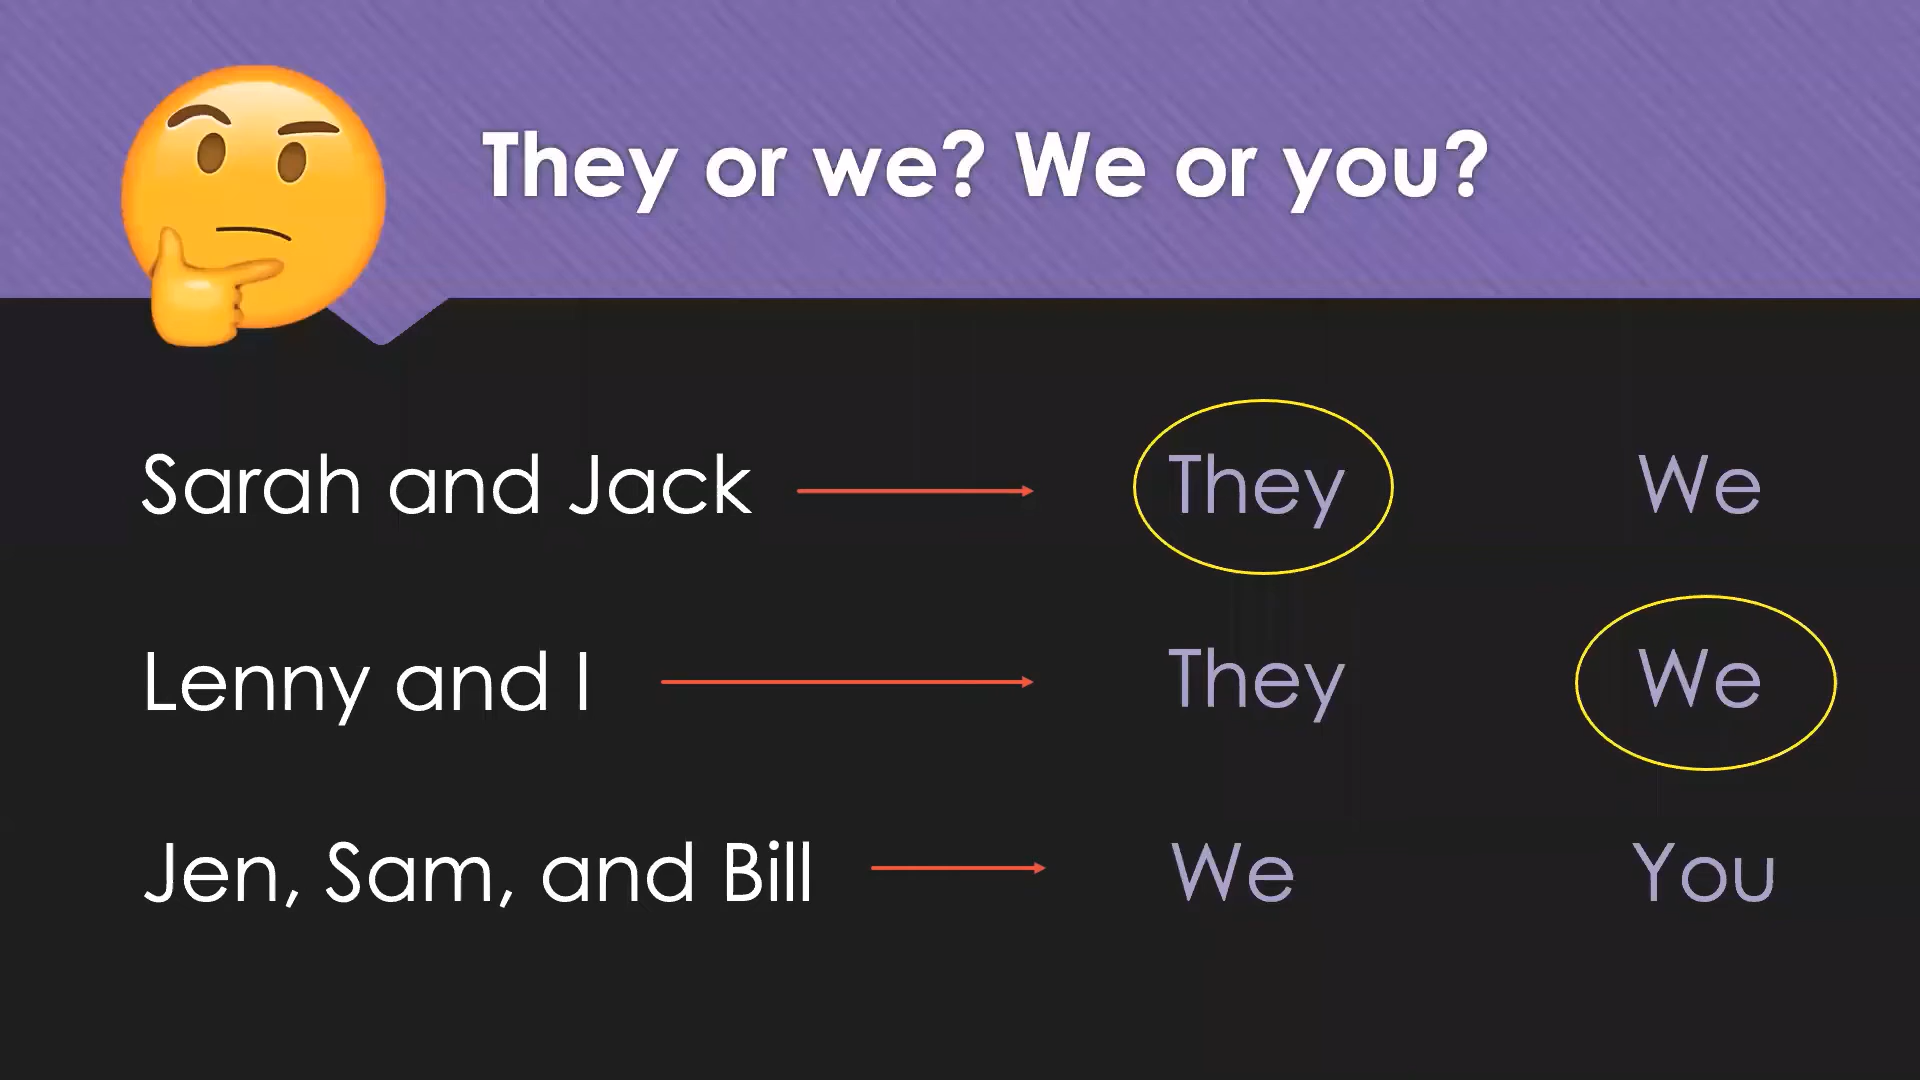 They or we? We or you?
Sarah and Jack They We
Lenny and I They We
Jen, Sam, and Bill We You